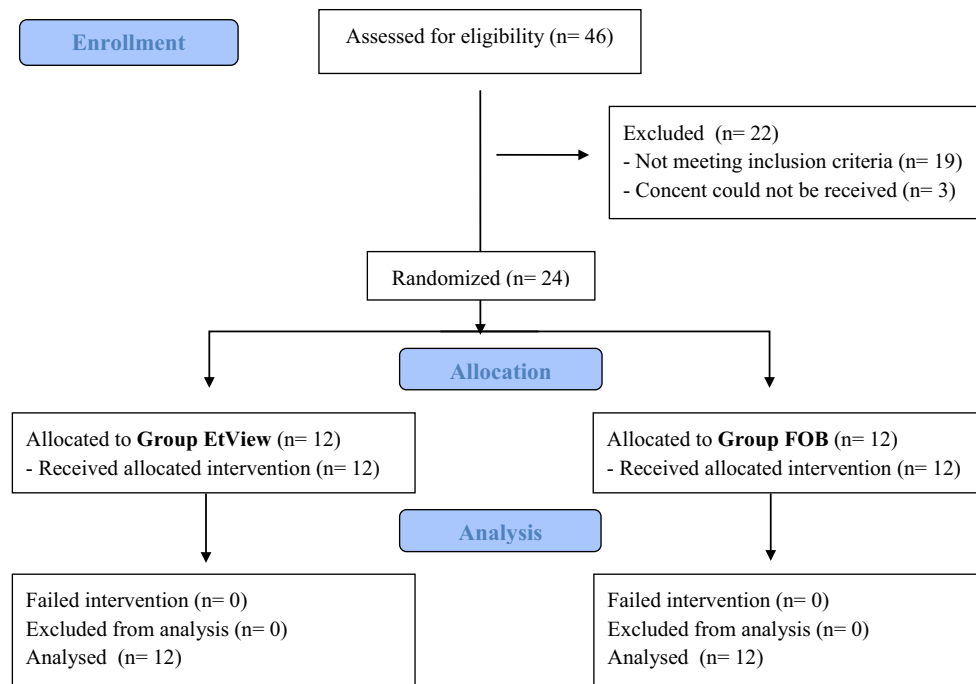 Enrollment
Assessed for eligibility (n= 46)
Excluded  (n= 22)
- Not meeting inclusion criteria (n= 19)
- Concent could not be received (n= 3)
Randomized (n= 24)
Allocation
Allocated to Group EtView (n= 12)
- Received allocated intervention (n= 12)
Allocated to Group FOB (n= 12)
- Received allocated intervention (n= 12)
Analysis
Failed intervention (n= 0)
Excluded from analysis (n= 0)
Analysed  (n= 12)
Failed intervention (n= 0)
Excluded from analysis (n= 0)
Analysed  (n= 12)